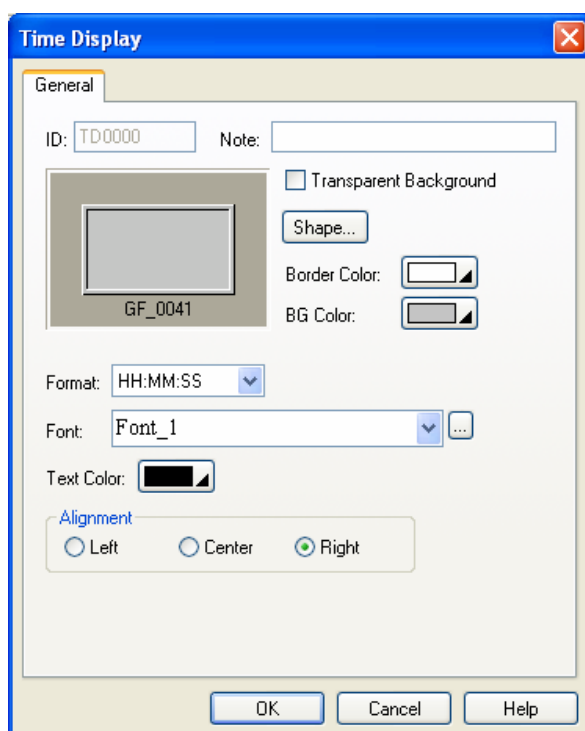 Time Display
General
ID: TD0000 Note:
Transparent Background
Shape...
Border Color:
GF_0041
BG Color:
Format: HH:MM:SS
Font: Font_1 ...
Text Color:
Alignment
Left Center Right
OK Cancel Help